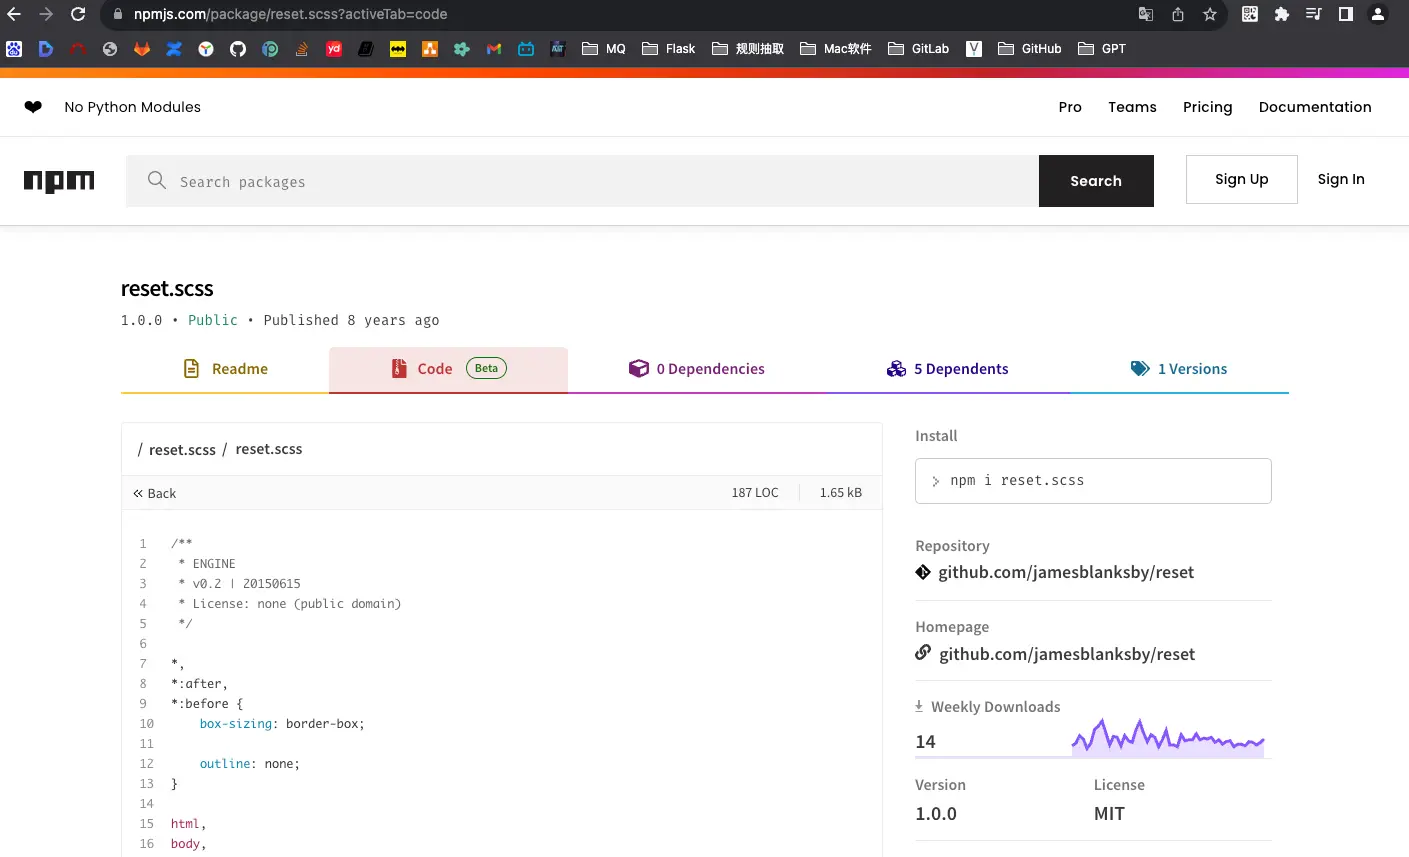 npmjs.com/package/reset.scss?activeTab=code
MQ Flask 规则抽取 Mac软件 GitLab GitHub GPT
No Python Modules Pro Teams Pricing Documentation
npm Search packages Search Sign Up Sign In
reset.scss
1.0.0 • Public • Published 8 years ago
Readme Code Beta 0 Dependencies 5 Dependents 1 Versions
/ reset.scss / reset.scss
Back 187 LOC 1.65 kB
1 /**
2 * ENGINE
3 * v0.2 | 20150615
4 * License: none (public domain)
5 */
6
7 *,
8 *:after,
9 *:before {
10 box-sizing: border-box;
11
12 outline: none;
13 }
14
15 html,
16 body,
Install
npm i reset.scss
Repository
github.com/jamesblanksby/reset
Homepage
github.com/jamesblanksby/reset
Weekly Downloads
14
Version License
1.0.0 MIT